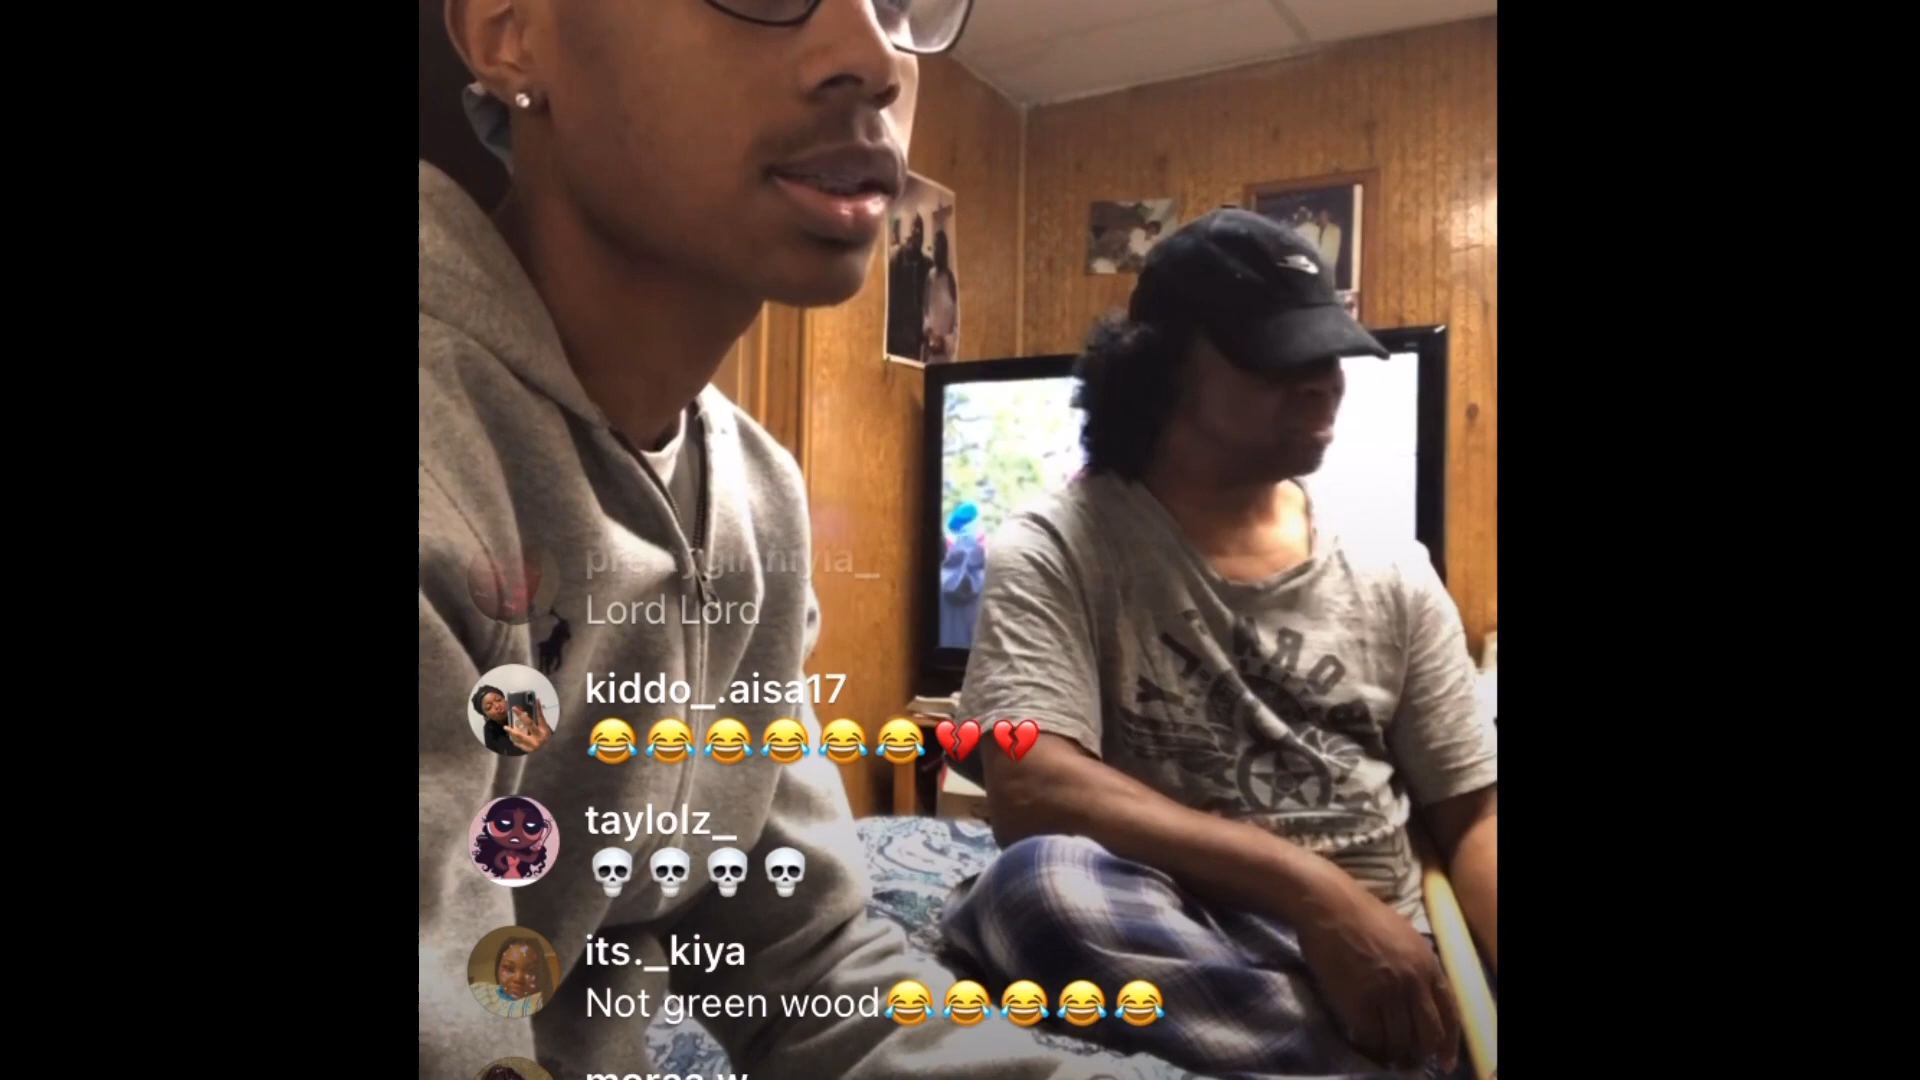 Lord Lord
kiddo_.aisa17
😂😂😂😂😂😂💔💔
taylolz_
💀💀💀💀
its._kiya
Not green wood😂😂😂😂😂